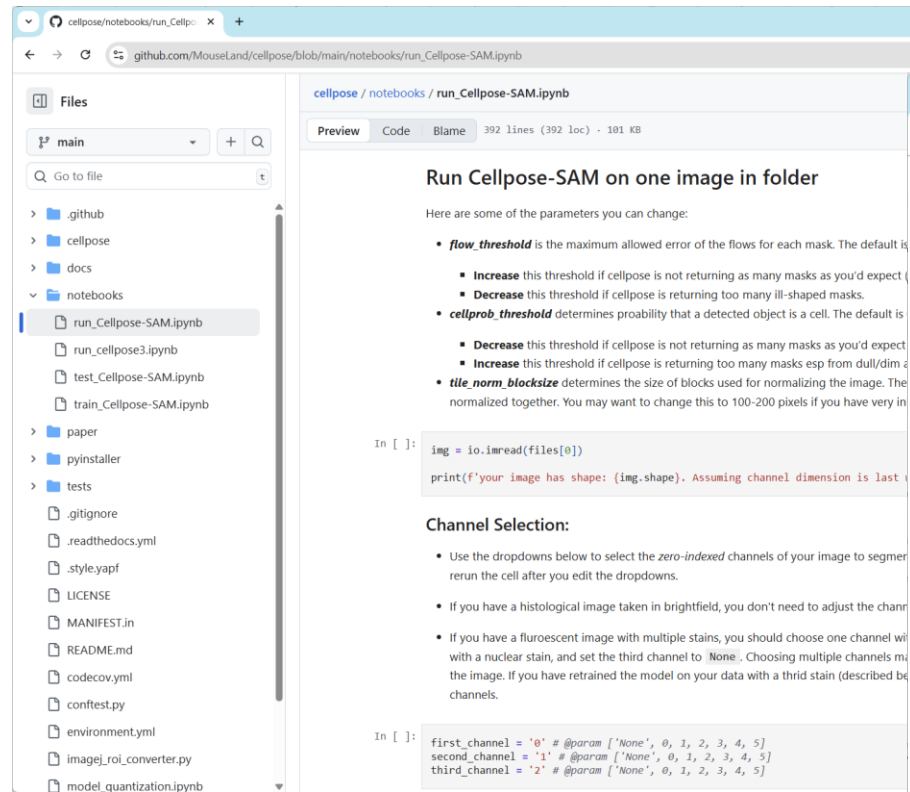 cellpose/notebooks/run_Cellpo
github.com/MouseLand/cellpose/blob/main/notebooks/run_Cellpose-SAM.ipynb
Files
main
Go to file
t
.github
cellpose
docs
notebooks
run_Cellpose-SAM.ipynb
run_cellpose3.ipynb
test_Cellpose-SAM.ipynb
train_Cellpose-SAM.ipynb
paper
pyinstaller
tests
.gitignore
.readthedocs.yml
.style.yapf
LICENSE
MANIFEST.in
README.md
codecov.yml
conftest.py
environment.yml
imagej_roi_converter.py
model_quantization.ipynb
cellpose / notebooks / run_Cellpose-SAM.ipynb
Preview Code Blame 392 lines (392 loc) · 101 KB
Run Cellpose-SAM on one image in folder
Here are some of the parameters you can change:
• flow_threshold is the maximum allowed error of the flows for each mask. The default is
▪ Increase this threshold if cellpose is not returning as many masks as you'd expect (
▪ Decrease this threshold if cellpose is returning too many ill-shaped masks.
• cellprob_threshold determines proability that a detected object is a cell. The default is
▪ Decrease this threshold if cellpose is not returning as many masks as you'd expect
▪ Increase this threshold if cellpose is returning too many masks esp from dull/dim a
• tile_norm_blocksize determines the size of blocks used for normalizing the image. The
normalized together. You may want to change this to 100-200 pixels if you have very in
In [ ]:
img = io.imread(files[0])
print(f'your image has shape: {img.shape}. Assuming channel dimension is last
Channel Selection:
• Use the dropdowns below to select the zero-indexed channels of your image to segmer
rerun the cell after you edit the dropdowns.
• If you have a histological image taken in brightfield, you don't need to adjust the chann
• If you have a fluroescent image with multiple stains, you should choose one channel wi
with a nuclear stain, and set the third channel to None. Choosing multiple channels ma
the image. If you have retrained the model on your data with a thrid stain (described be
channels.
In [ ]:
first_channel = '0' # @param ['None', 0, 1, 2, 3, 4, 5]
second_channel = '1' # @param ['None', 0, 1, 2, 3, 4, 5]
third_channel = '2' # @param ['None', 0, 1, 2, 3, 4, 5]